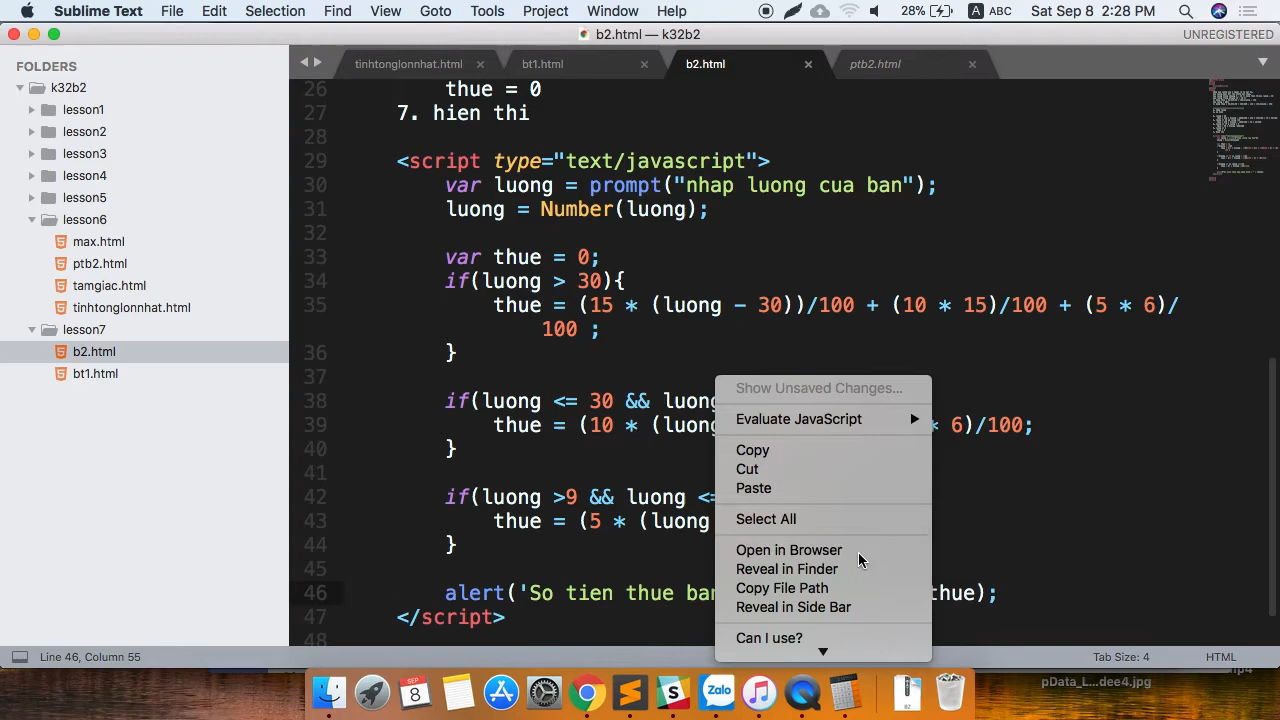 Sublime Text File Edit Selection Find View Goto Tools Project Window Help 28% A ABC Sat Sep 8 2:28 PM
b2.html — k32b2 UNREGISTERED
FOLDERS
k32b2
lesson1
lesson2
lesson3
lesson4
lesson5
lesson6
max.html
ptb2.html
tamgiac.html
tinhtonglonnhat.html
lesson7
b2.html
bt1.html
tinhtonglonnhat.html bt1.html b2.html ptb2.html
26 thue = 0
27 7. hien thi
28
29 <script type="text/javascript">
30 var luong = prompt("nhap luong cua ban");
31 luong = Number(luong);
32
33 var thue = 0;
34 if(luong > 30){
35 thue = (15 * (luong - 30))/100 + (10 * 15)/100 + (5 * 6)/
100 ;
36 }
37
38 if(luong <= 30 && luong
39 thue = (10 * (luong * 6)/100;
40 }
41
42 if(luong >9 && luong <=
43 thue = (5 * (luong
44 }
45
46 alert('So tien thue ban thue);
47 </script>
48
Show Unsaved Changes...
Evaluate JavaScript
Copy
Cut
Paste
Select All
Open in Browser
Reveal in Finder
Copy File Path
Reveal in Side Bar
Can I use?
Line 46, Column 55 Tab Size: 4 HTML
pData_L...dee4.jpg
SEP
8
Zalo